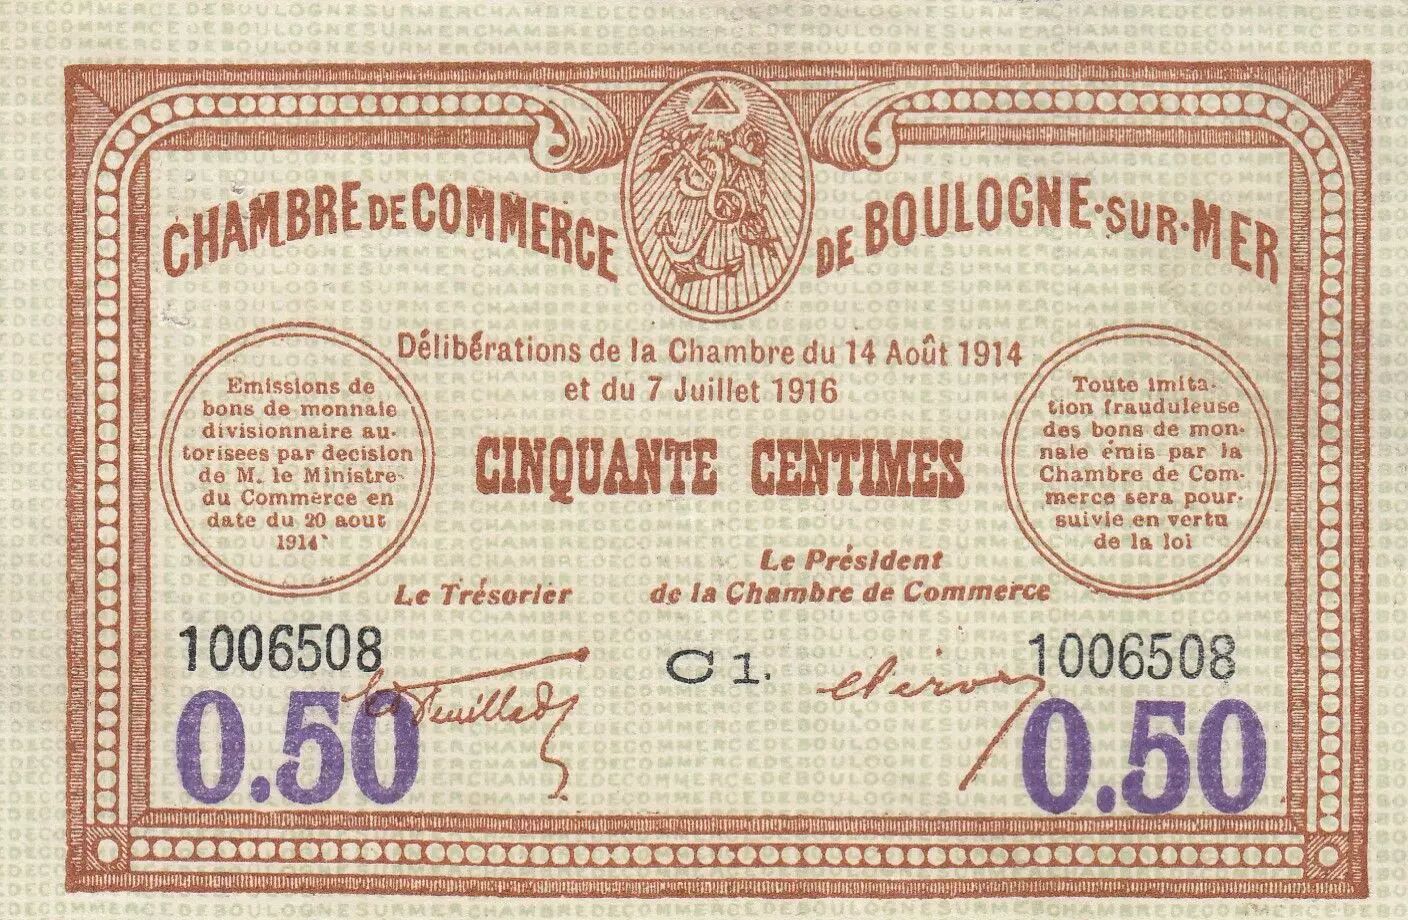 CHAMBRE DE COMMERCE
DE BOULOGNE-SUR-MER
Délibérations de la Chambre du 14 Août 1914
et du 7 Juillet 1916
CINQUANTE CENTIMES
Emissions de
bons de monnaie
divisionnaire au-
torisees par decision
de M. le Ministre
du Commerce en
date du 20 aout
1914
Toute imita-
tion frauduleuse
des bons de mon-
naie émis par la
Chambre de Com-
merce sera pour-
suivie en vertu
de la loi
Le Trésorier
Le Président
de la Chambre de Commerce
1006508
C 1.
1006508
0.50
0.50